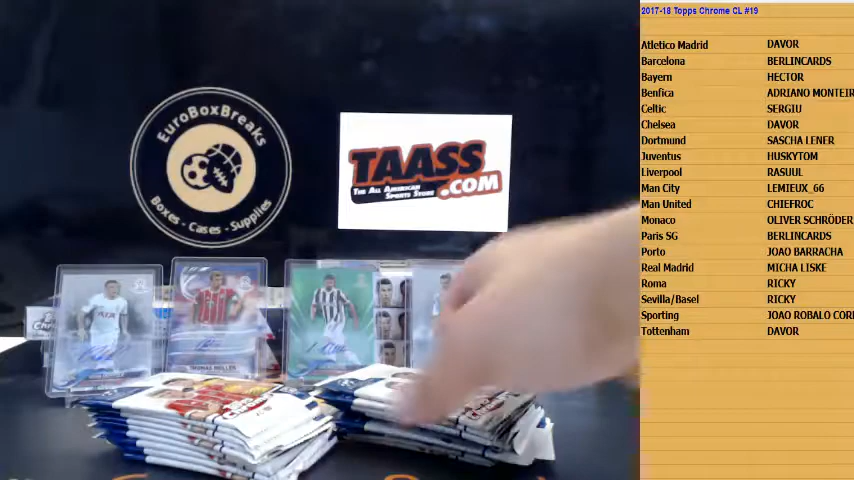 2017-18 Topps Chrome CL #19
Atletico Madrid DAVOR
Barcelona BERLINCARDS
Bayern HECTOR
Benfica ADRIANO MONTEIR
Celtic SERGIU
Chelsea DAVOR
Dortmund SASCHA LENER
Juventus HUSKYTOM
Liverpool RASUUL
Man City LEMIEUX_66
Man United CHIEFROC
Monaco OLIVER SCHRÖDER
Paris SG BERLINCARDS
Porto JOAO BARRACHA
Real Madrid MICHA LISKE
Roma RICKY
Sevilla/Basel RICKY
Sporting JOAO ROBALO COR
Tottenham DAVOR
EuroBoxBreaks
Boxes - Cases - Supplies
TAASS
THE ALL AMERICAN
SPORTS STORE
.COM
AIA
THOMAS MÜLLER